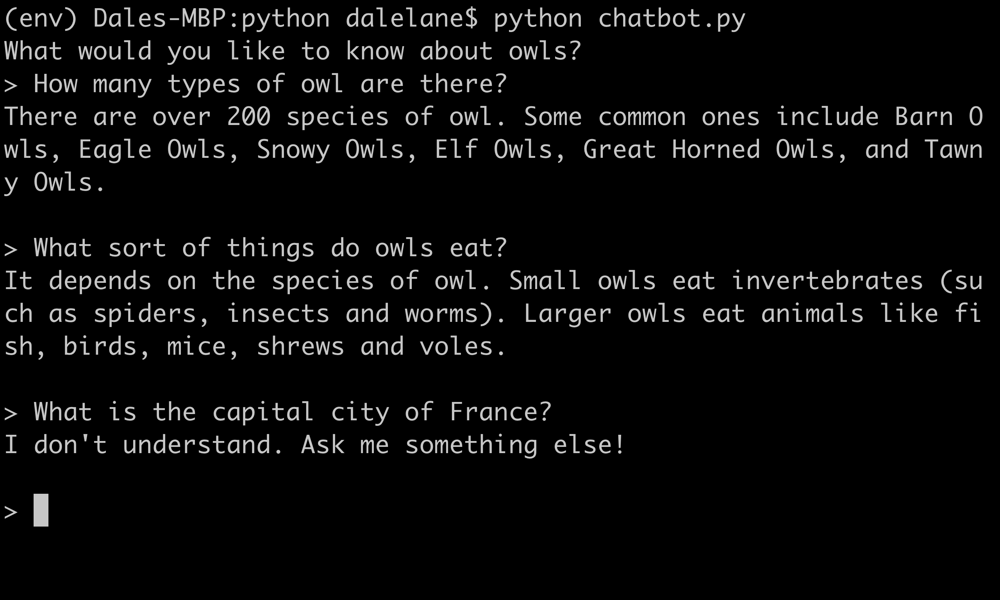 (env) Dales-MBP:python dalelane$ python chatbot.py
What would you like to know about owls?
> How many types of owl are there?
There are over 200 species of owl. Some common ones include Barn O
wls, Eagle Owls, Snowy Owls, Elf Owls, Great Horned Owls, and Tawn
y Owls.
> What sort of things do owls eat?
It depends on the species of owl. Small owls eat invertebrates (su
ch as spiders, insects and worms). Larger owls eat animals like fi
sh, birds, mice, shrews and voles.
> What is the capital city of France?
I don't understand. Ask me something else!
>